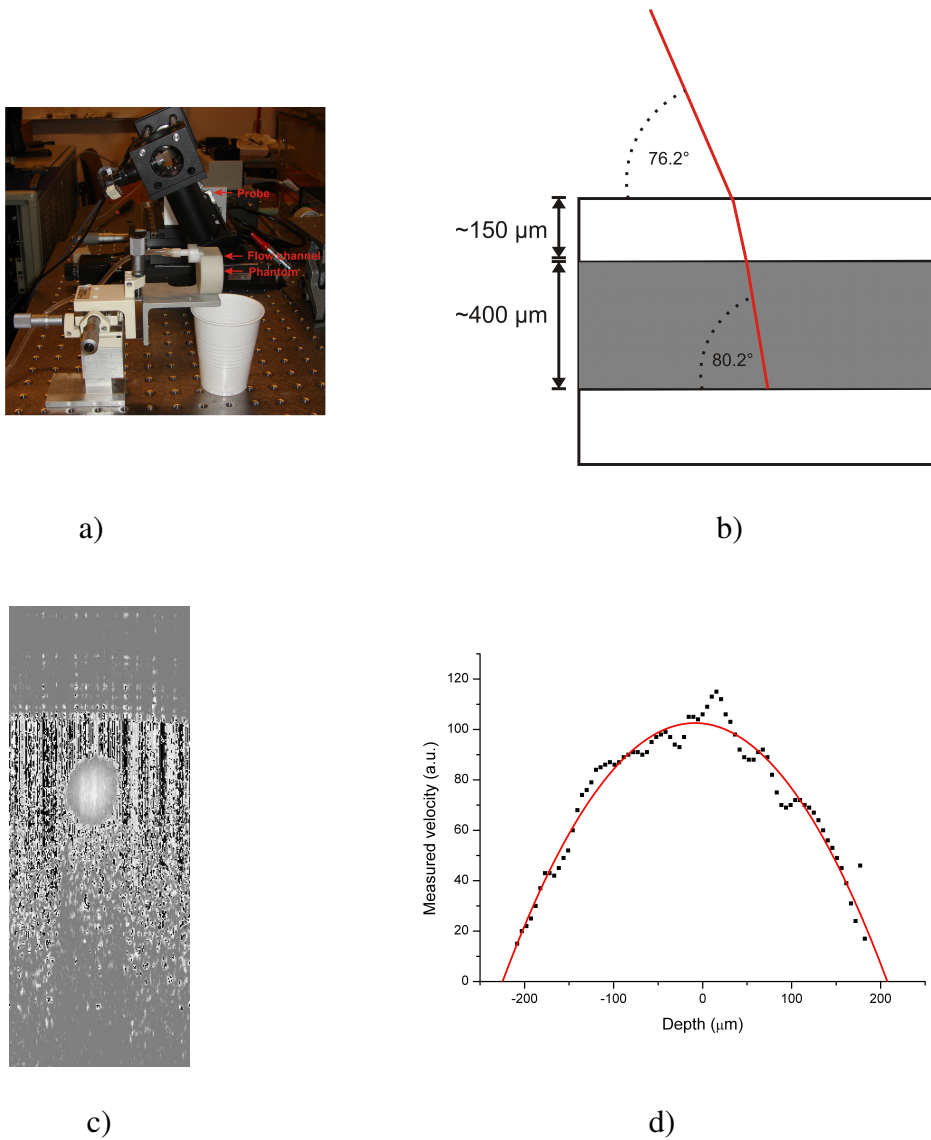 Probe
Flow channel
Phantom
a)
76.2°
~150 μm
~400 μm
80.2°
b)
c)
Measured velocity (a.u.)
120
100
80
60
40
20
0
-200
-100
0
100
200
Depth (μm)
d)